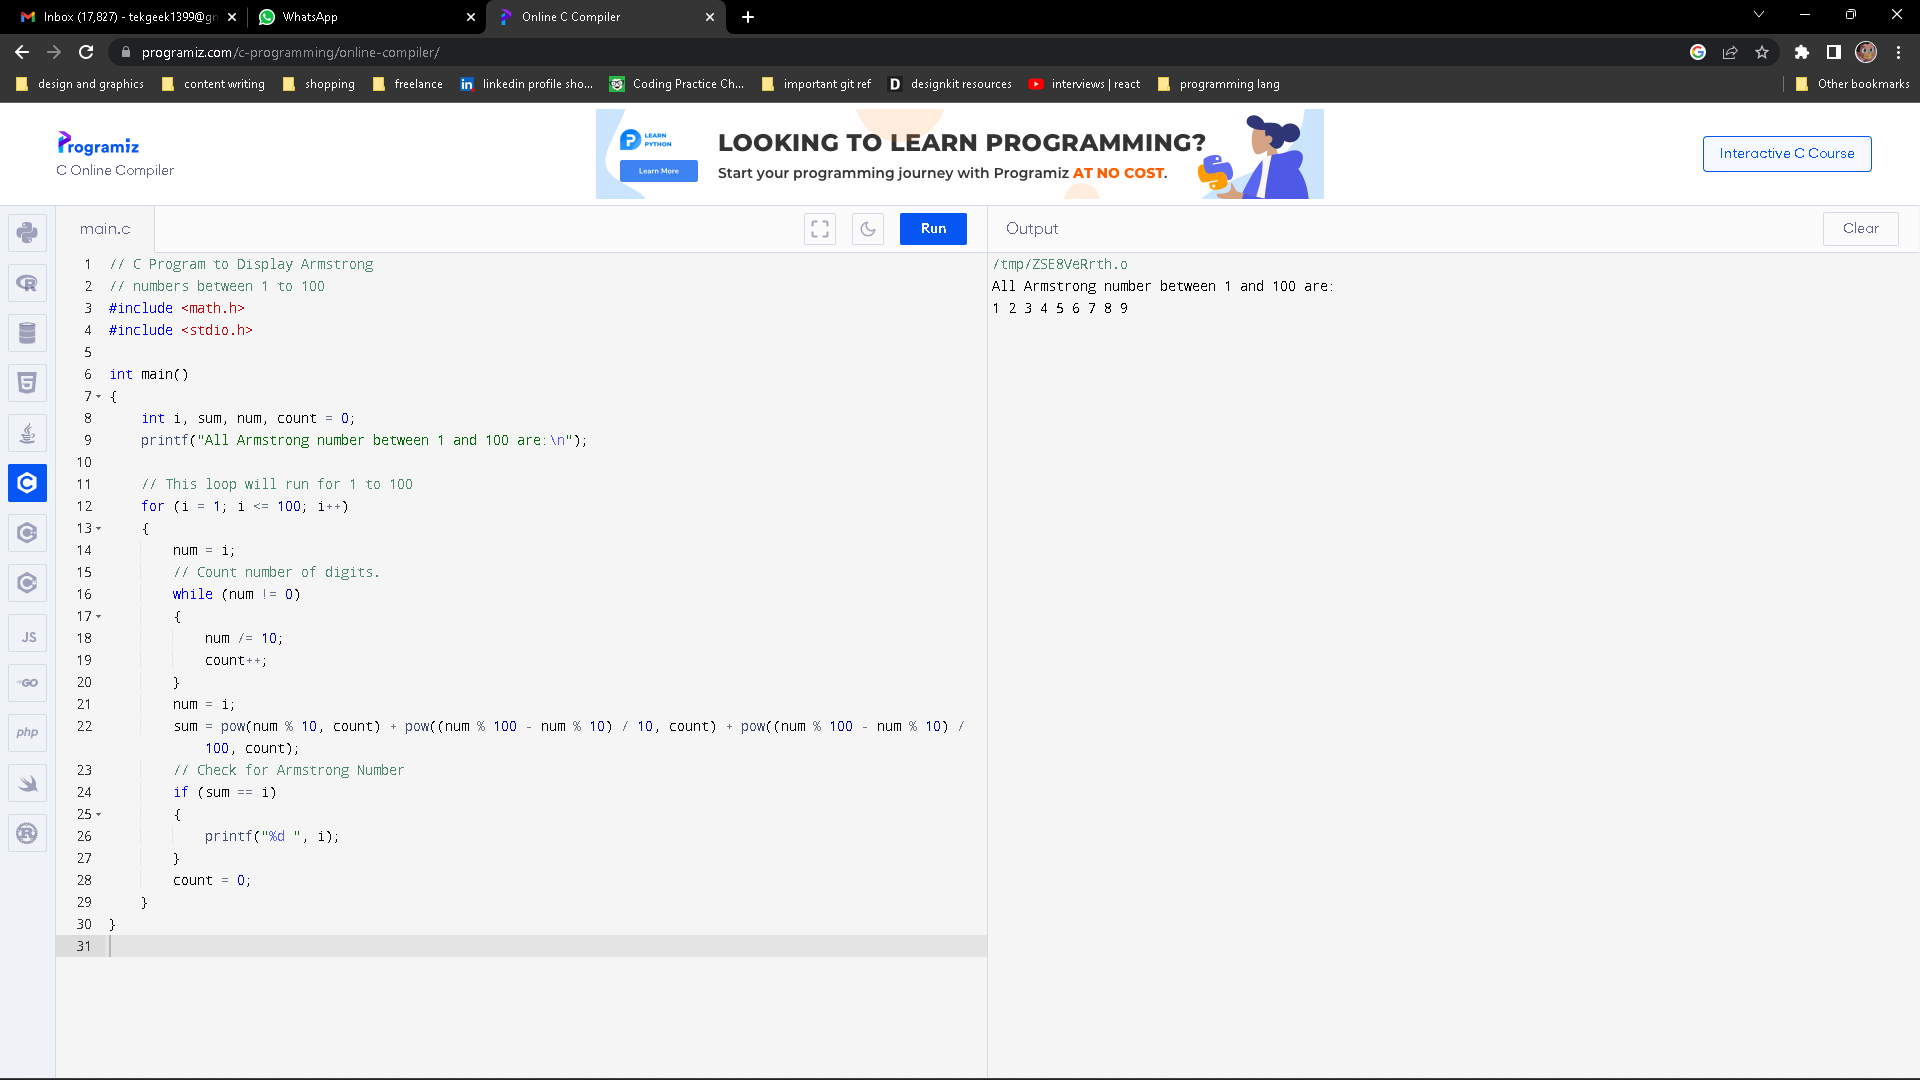 Inbox (17,827) - tekgeek1399@gm
WhatsApp
Online C Compiler
programiz.com/c-programming/online-compiler/
design and graphics
content writing
shopping
freelance
linkedin profile sho...
Coding Practice Ch...
important git ref
designkit resources
interviews | react
programming lang
Other bookmarks
Programiz
C Online Compiler
LEARN
PYTHON
Learn More
LOOKING TO LEARN PROGRAMMING?
Start your programming journey with Programiz AT NO COST.
Interactive C Course
main.c
Run
Output
Clear
JS
GO
php
1 // C Program to Display Armstrong
2 // numbers between 1 to 100
3 #include <math.h>
4 #include <stdio.h>
5
6 int main()
7 {
8 int i, sum, num, count = 0;
9 printf("All Armstrong number between 1 and 100 are:\n");
10
11 // This loop will run for 1 to 100
12 for (i = 1; i <= 100; i++)
13 {
14 num = i;
15 // Count number of digits.
16 while (num != 0)
17 {
18 num /= 10;
19 count++;
20 }
21 num = i;
22 sum = pow(num % 10, count) + pow((num % 100 - num % 10) / 10, count) + pow((num % 100 - num % 10) /
100, count);
23 // Check for Armstrong Number
24 if (sum == i)
25 {
26 printf("%d ", i);
27 }
28 count = 0;
29 }
30 }
31
/tmp/ZSE8VeRrth.o
All Armstrong number between 1 and 100 are:
1 2 3 4 5 6 7 8 9